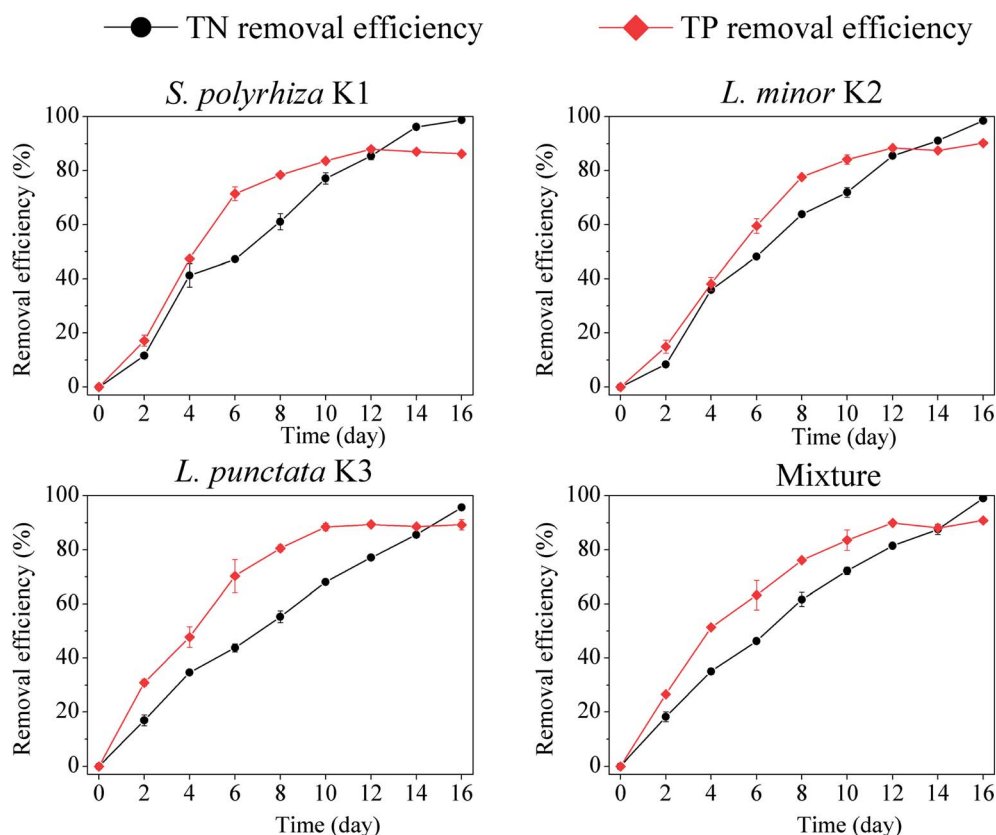 TN removal efficiency TP removal efficiency
S. polyrhiza K1
Removal efficiency (%)
100
80
60
40
20
0
0 2 4 6 8 10 12 14 16
Time (day)
L. minor K2
Removal efficiency (%)
100
80
60
40
20
0
0 2 4 6 8 10 12 14 16
Time (day)
L. punctata K3
Removal efficiency (%)
100
80
60
40
20
0
0 2 4 6 8 10 12 14 16
Time (day)
Mixture
Removal efficiency (%)
100
80
60
40
20
0
0 2 4 6 8 10 12 14 16
Time (day)